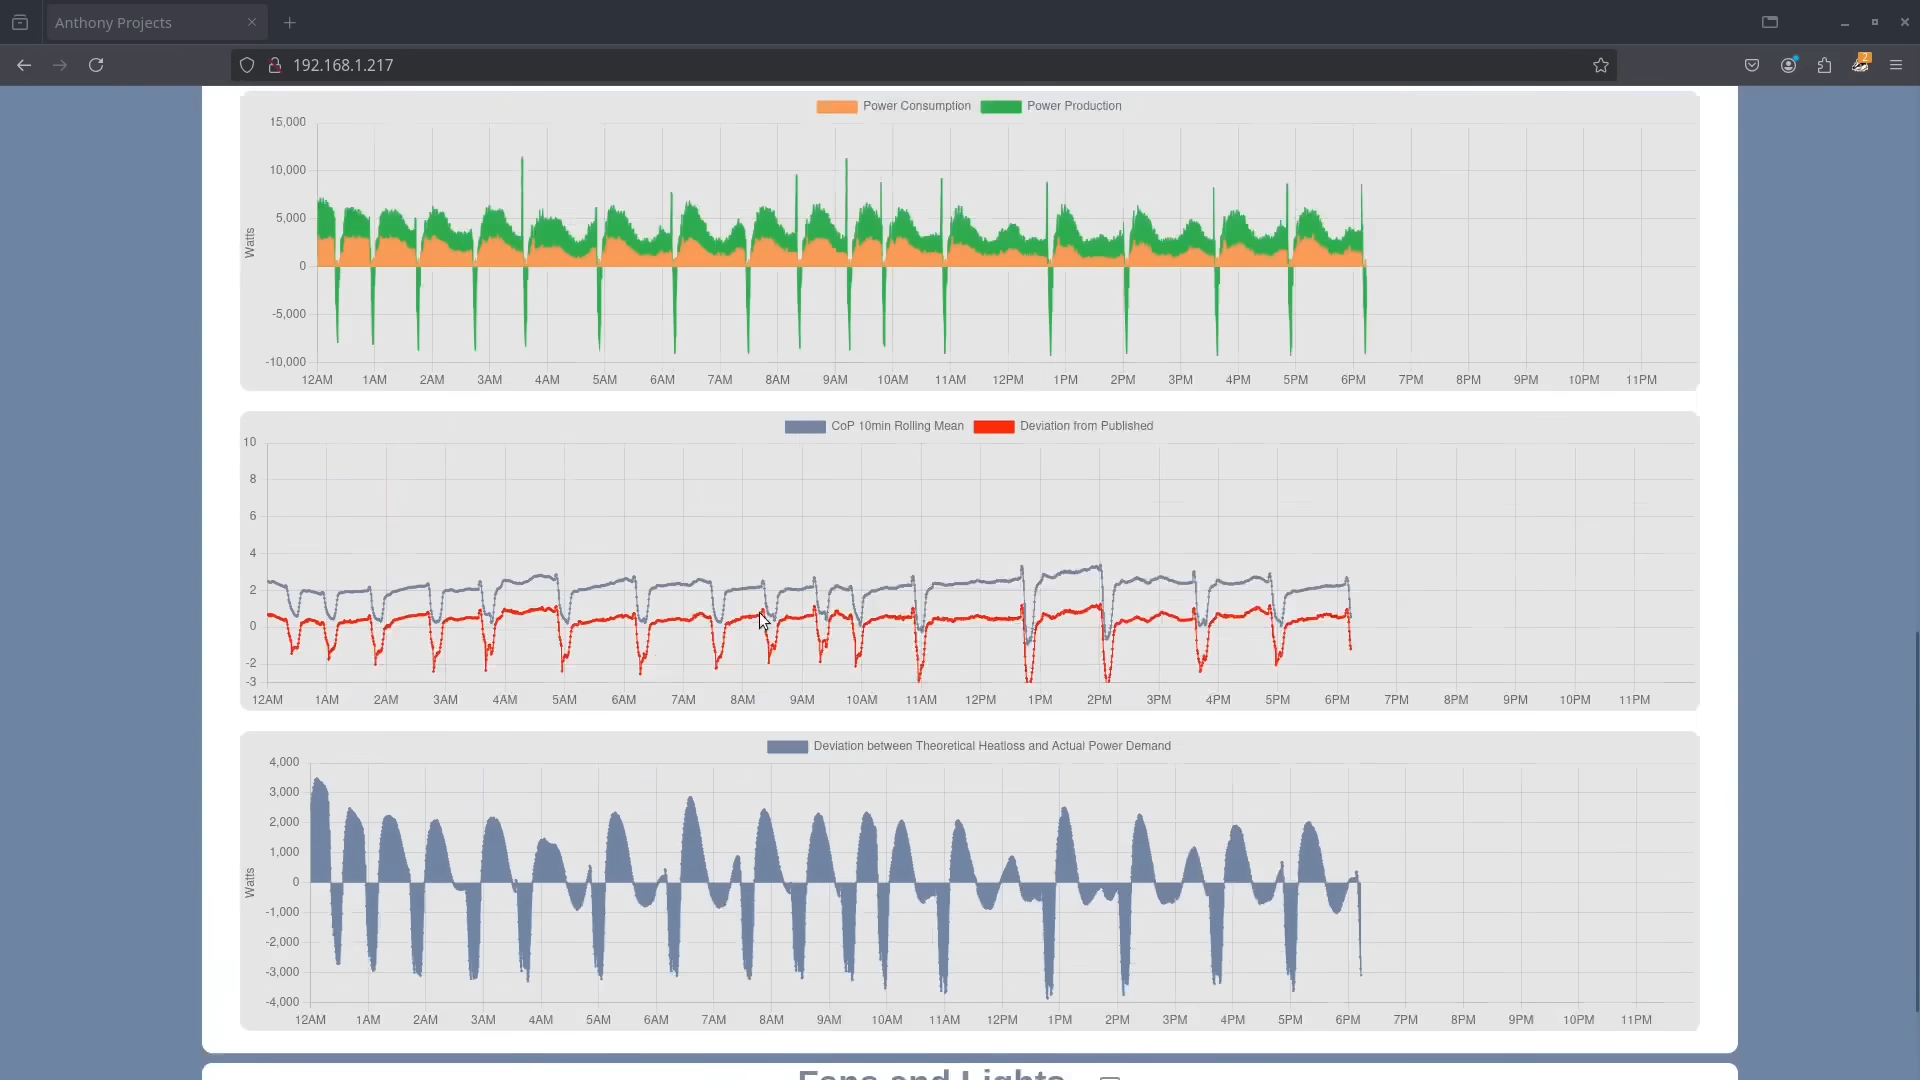 Anthony Projects
192.168.1.217
2
Power Consumption Power Production
15,000
10,000
5,000
0
-5,000
-10,000
Watts
12AM 1AM 2AM 3AM 4AM 5AM 6AM 7AM 8AM 9AM 10AM 11AM 12PM 1PM 2PM 3PM 4PM 5PM 6PM 7PM 8PM 9PM 10PM 11PM
CoP 10min Rolling Mean Deviation from Published
10
8
6
4
2
0
-2
-3
12AM 1AM 2AM 3AM 4AM 5AM 6AM 7AM 8AM 9AM 10AM 11AM 12PM 1PM 2PM 3PM 4PM 5PM 6PM 7PM 8PM 9PM 10PM 11PM
Deviation between Theoretical Heatloss and Actual Power Demand
4,000
3,000
2,000
1,000
0
-1,000
-2,000
-3,000
-4,000
Watts
12AM 1AM 2AM 3AM 4AM 5AM 6AM 7AM 8AM 9AM 10AM 11AM 12PM 1PM 2PM 3PM 4PM 5PM 6PM 7PM 8PM 9PM 10PM 11PM
Fans and Lights